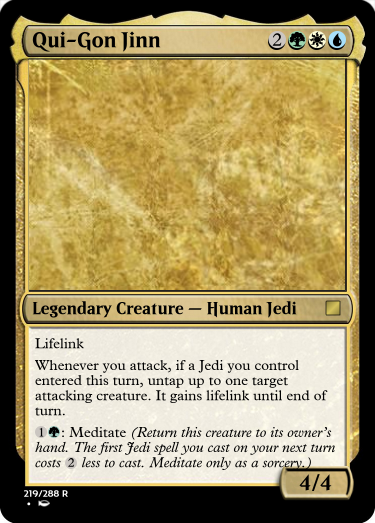 Qui-Gon Jinn 2
Legendary Creature — Human Jedi
Lifelink
Whenever you attack, if a Jedi you control
entered this turn, untap up to one target
attacking creature. It gains lifelink until end of
turn.
1 : Meditate (Return this creature to its owner's
hand. The first Jedi spell you cast on your next turn
costs 2 less to cast. Meditate only as a sorcery.)
4/4
219/288 R